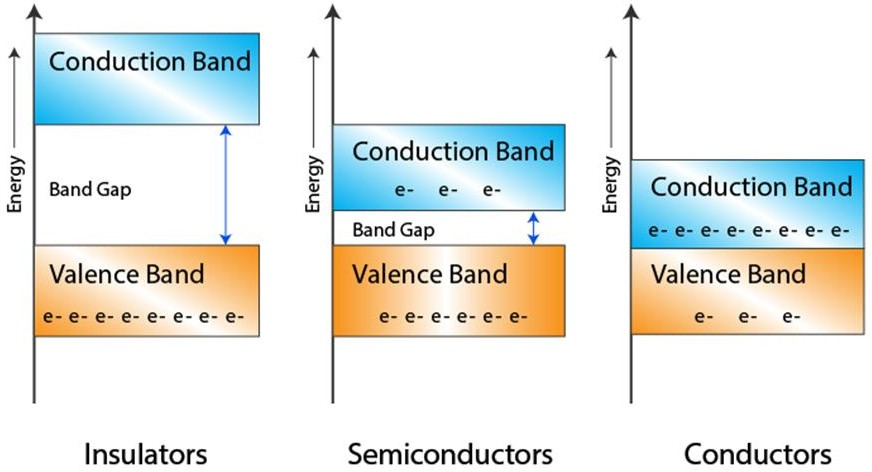 Energy
Conduction Band
Band Gap
Valence Band
e- e- e- e- e- e- e- e-
Insulators
Energy
Conduction Band
e- e- e-
Band Gap
Valence Band
e- e- e- e- e- e-
Semiconductors
Energy
Conduction Band
e- e- e- e- e- e- e- e-
Valence Band
e- e- e-
Conductors